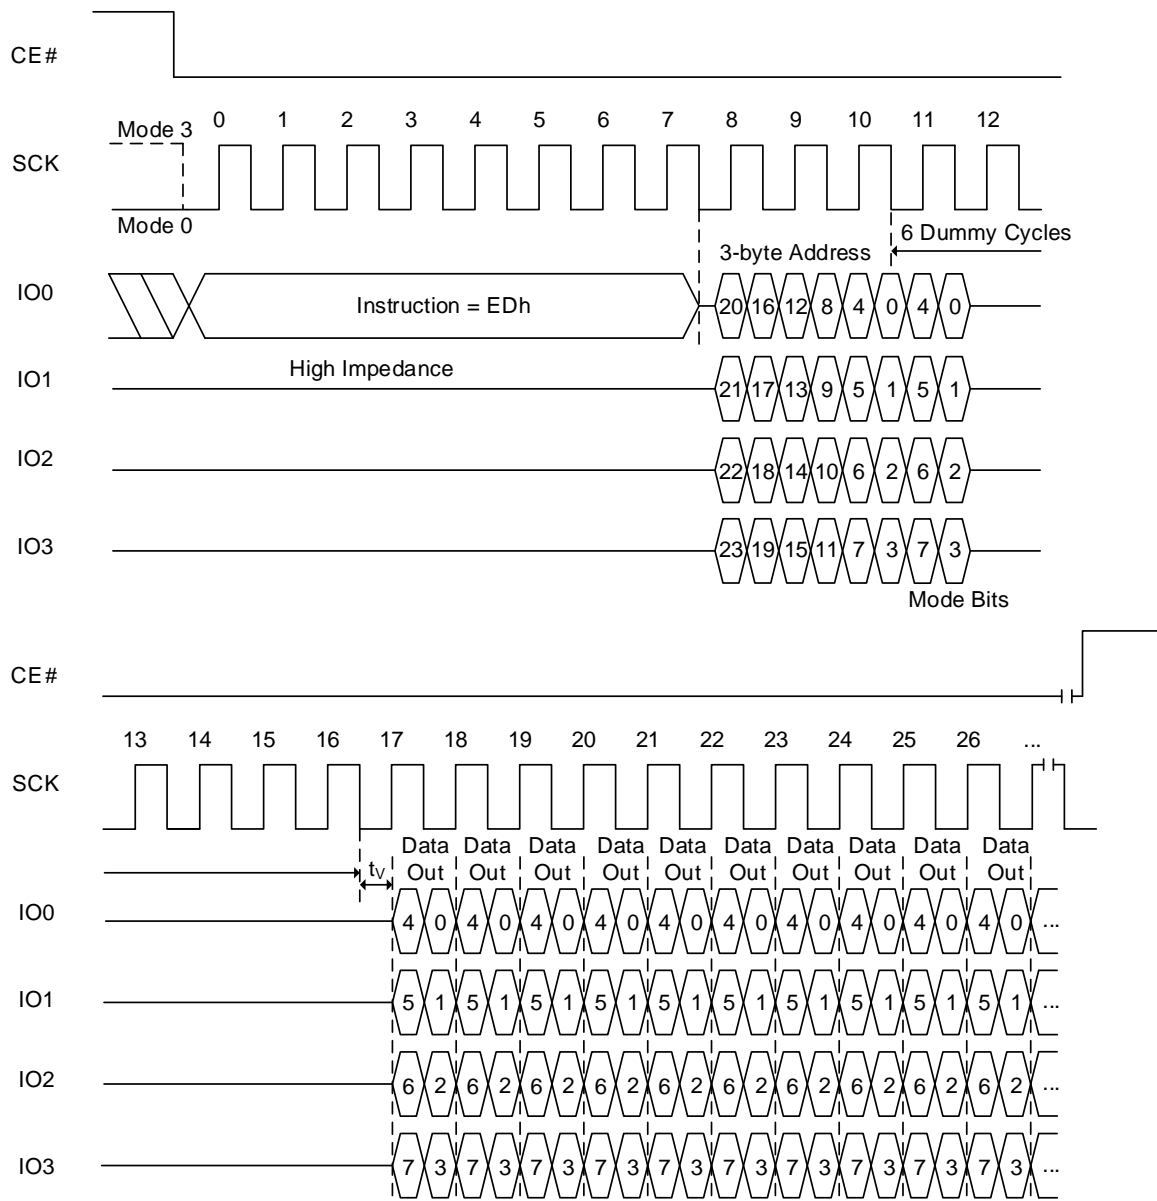 CE#
0 1 2 3 4 5 6 7 8 9 10 11 12
Mode 3
SCK
Mode 0
6 Dummy Cycles
3-byte Address
IO0 Instruction = EDh 20 16 12 8 4 0 4 0
High Impedance
IO1 21 17 13 9 5 1 5 1
IO2 22 18 14 10 6 2 6 2
IO3 23 19 15 11 7 3 7 3
Mode Bits
CE#
13 14 15 16 17 18 19 20 21 22 23 24 25 26 ...
SCK
Data Data Data Data Data Data Data Data Data Data
tV Out Out Out Out Out Out Out Out Out Out
IO0 4 0 4 0 4 0 4 0 4 0 4 0 4 0 4 0 4 0 4 0 ...
IO1 5 1 5 1 5 1 5 1 5 1 5 1 5 1 5 1 5 1 5 1 ...
IO2 6 2 6 2 6 2 6 2 6 2 6 2 6 2 6 2 6 2 6 2 ...
IO3 7 3 7 3 7 3 7 3 7 3 7 3 7 3 7 3 7 3 7 3 ...